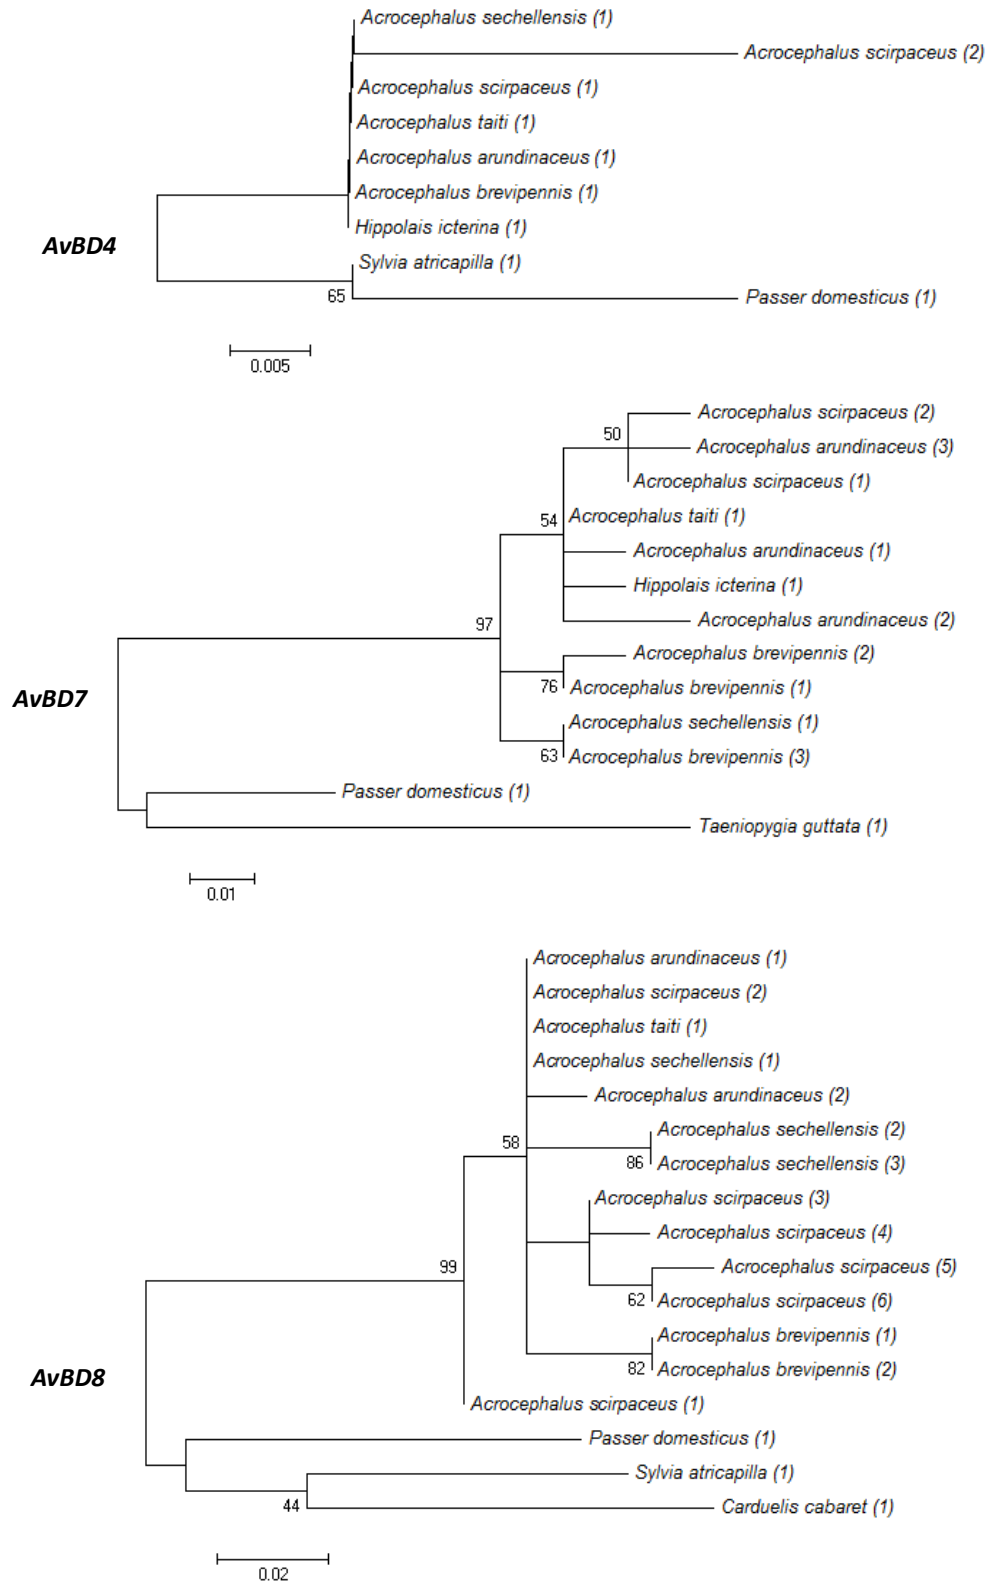 Acrocephalus sechellensis (1)
Acrocephalus scirpaceus (2)
Acrocephalus scirpaceus (1)
Acrocephalus taiti (1)
Acrocephalus arundinaceus (1)
Acrocephalus brevipennis (1)
Hippolais icterina (1)
AvBD4
Sylvia atricapilla (1)
65
Passer domesticus (1)
0.005
Acrocephalus scirpaceus (2)
50
Acrocephalus arundinaceus (3)
Acrocephalus scirpaceus (1)
54
Acrocephalus taiti (1)
Acrocephalus arundinaceus (1)
Hippolais icterina (1)
97
Acrocephalus arundinaceus (2)
Acrocephalus brevipennis (2)
AvBD7
76
Acrocephalus brevipennis (1)
Acrocephalus sechellensis (1)
63
Acrocephalus brevipennis (3)
Passer domesticus (1)
Taeniopygia guttata (1)
0.01
Acrocephalus arundinaceus (1)
Acrocephalus scirpaceus (2)
Acrocephalus taiti (1)
Acrocephalus sechellensis (1)
Acrocephalus arundinaceus (2)
58
Acrocephalus sechellensis (2)
86
Acrocephalus sechellensis (3)
Acrocephalus scirpaceus (3)
Acrocephalus scirpaceus (4)
99
Acrocephalus scirpaceus (5)
62
Acrocephalus scirpaceus (6)
Acrocephalus brevipennis (1)
82
Acrocephalus brevipennis (2)
AvBD8
Acrocephalus scirpaceus (1)
Passer domesticus (1)
Sylvia atricapilla (1)
44
Carduelis cabaret (1)
0.02